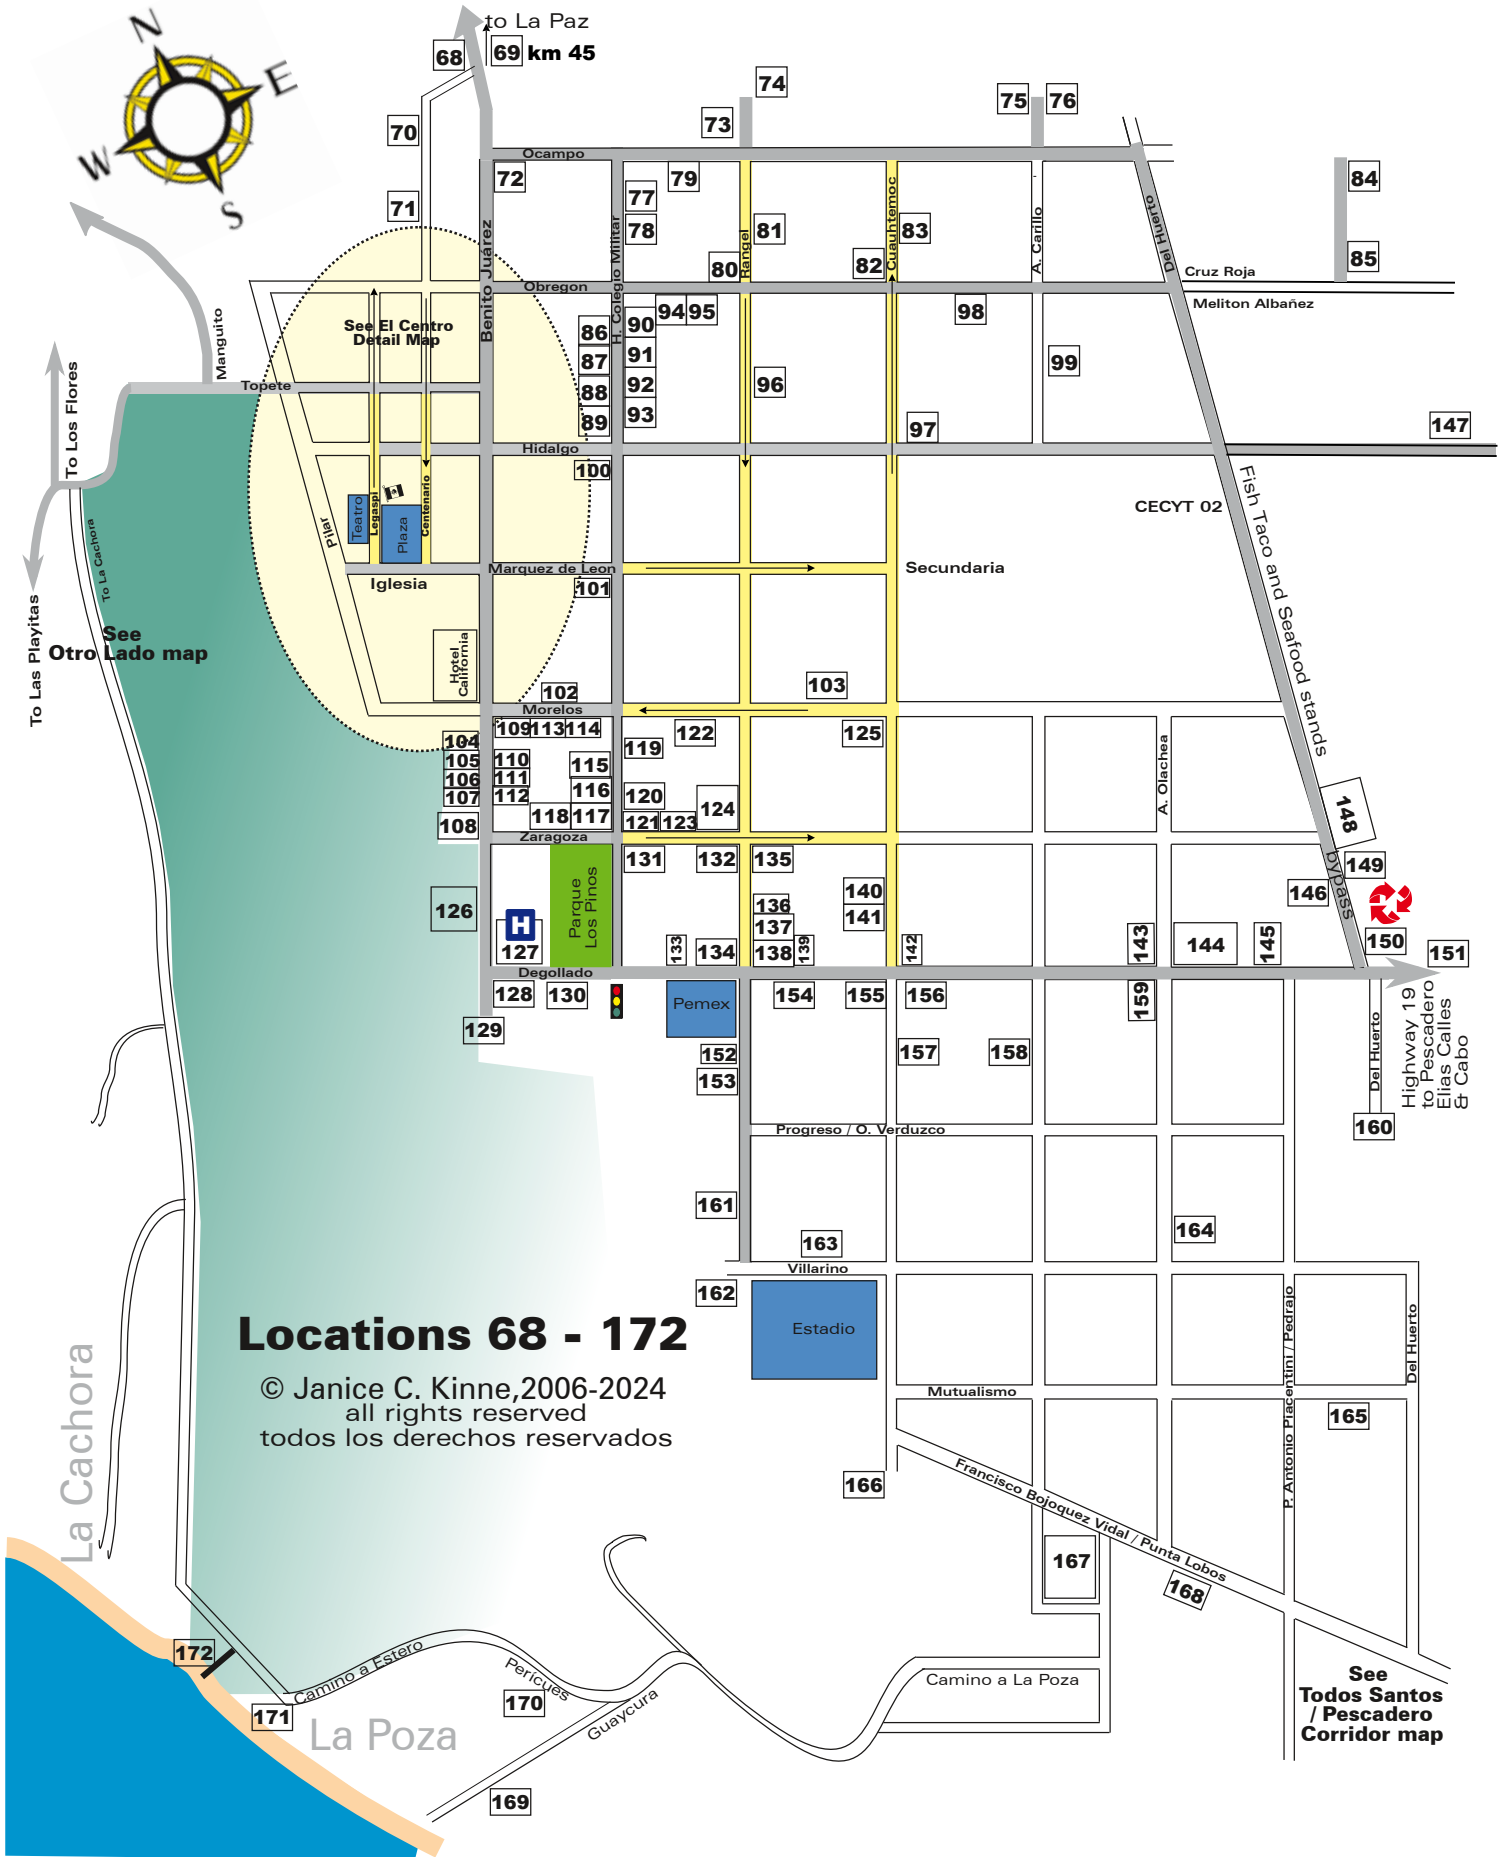 N
E
W
S
to La Paz
68
69
km 45
70
71
72
73
74
75
76
Ocampo
77
78
79
80
81
82
83
84
85
Benito Juárez
H. Colegio Militar
Rangel
Cuauhtemoc
A. Carillo
Del Huerto
Cruz Roja
Meliton Albañez
Obregon
Manguito
See El Centro
Detail Map
86
87
88
89
90
91
92
93
94
95
96
97
98
99
Topete
To Los Flores
To Las Playitas
To La Cachora
See
Otro Lado map
Hidalgo
147
100
Pilar
Teatro
Legaspi
Plaza
Centenario
CECYT 02
Fish Taco and Seafood stands
Marquez de Leon
Iglesia
Secundaria
101
Hotel
California
102
103
Morelos
104
105
106
107
108
109
113
114
110
111
112
115
116
118
117
119
120
121
123
122
124
125
A. Olachea
148
bypass
149
Zaragoza
126
H
127
Parque
Los Pinos
131
132
133
134
135
136
137
138
139
140
141
142
143
144
145
146
150
151
Degollado
128
129
130
Pemex
152
153
154
155
156
157
158
159
Del Huerto
160
Highway 19
to Pescadero
Elias Calles
& Cabo
Progreso / O. Verduzco
161
162
163
164
Villarino
Estadio
Locations 68 - 172
© Janice C. Kinne,2006-2024
all rights reserved
todos los derechos reservados
Mutualismo
P. Antonio Piacentini / Pedrajo
Del Huerto
165
166
Francisco Bojoquez Vidal / Punta Lobos
167
168
La Cachora
172
171
Camino a Estero
Pericues
170
Guaycura
169
La Poza
Camino a La Poza
See
Todos Santos
/ Pescadero
Corridor map